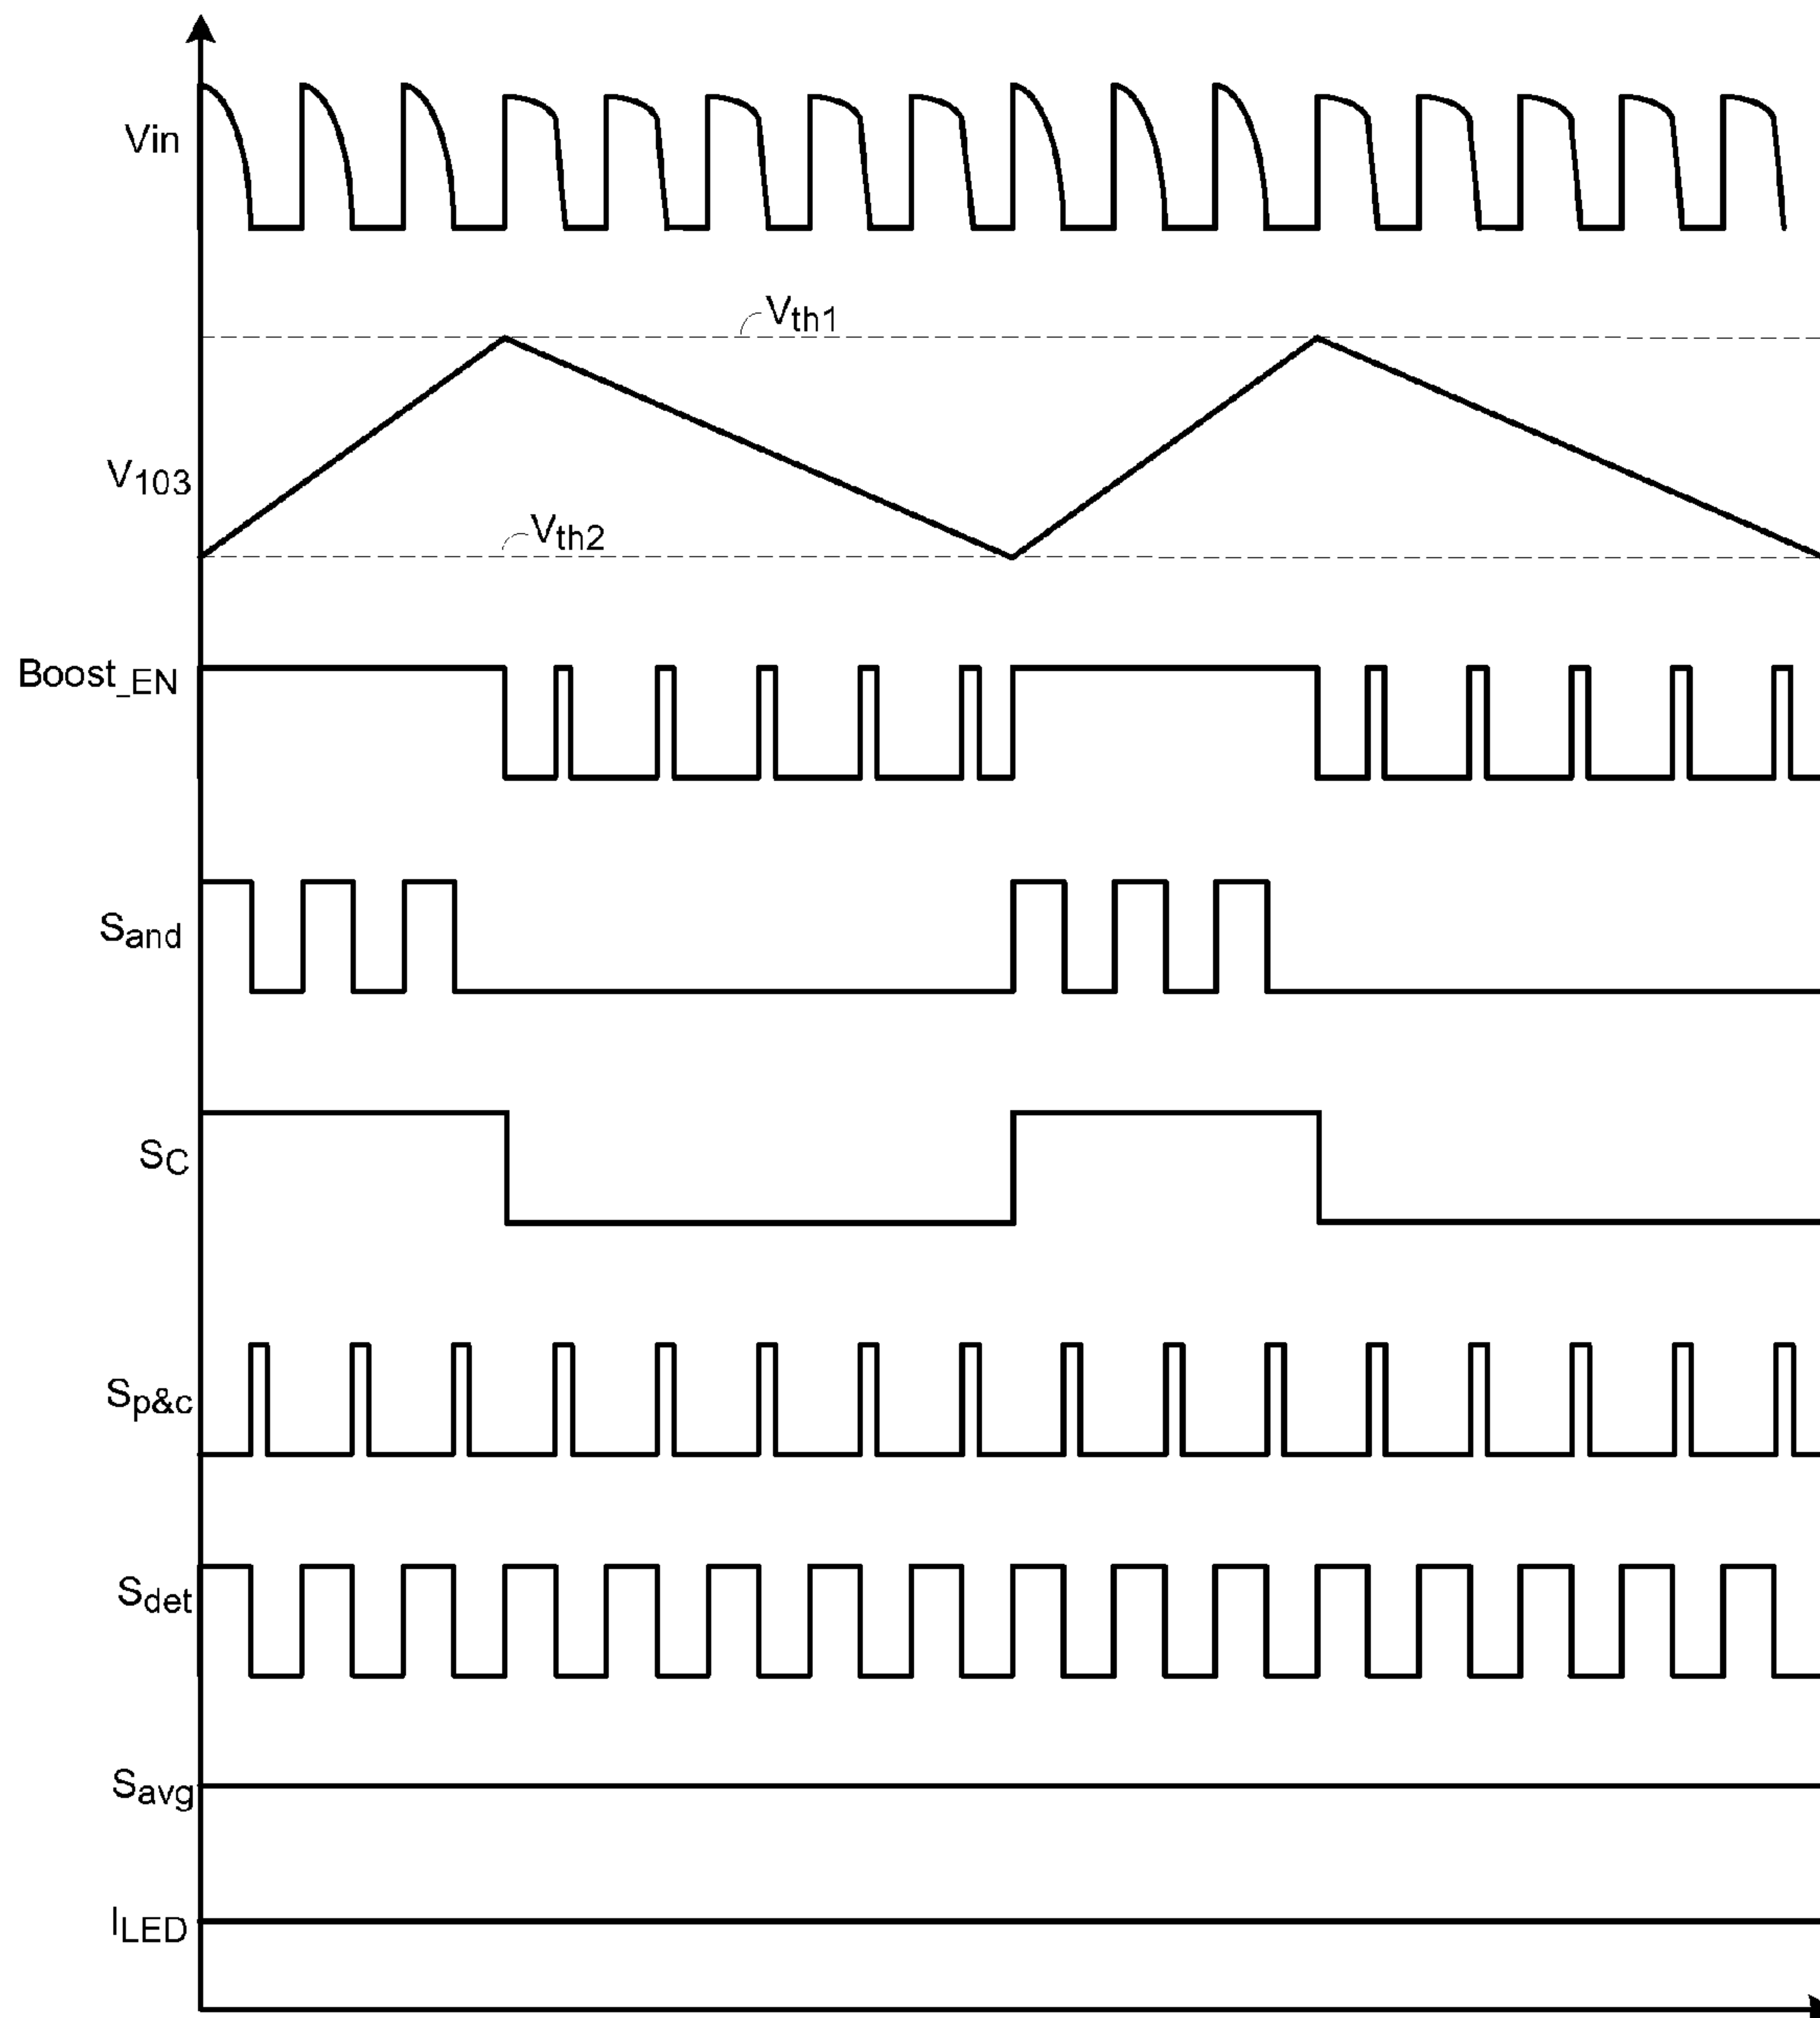 Vin
Vth1
V103
Vth2
Boost_EN
Sand
SC
Sp&c
Sdet
Savg
ILED